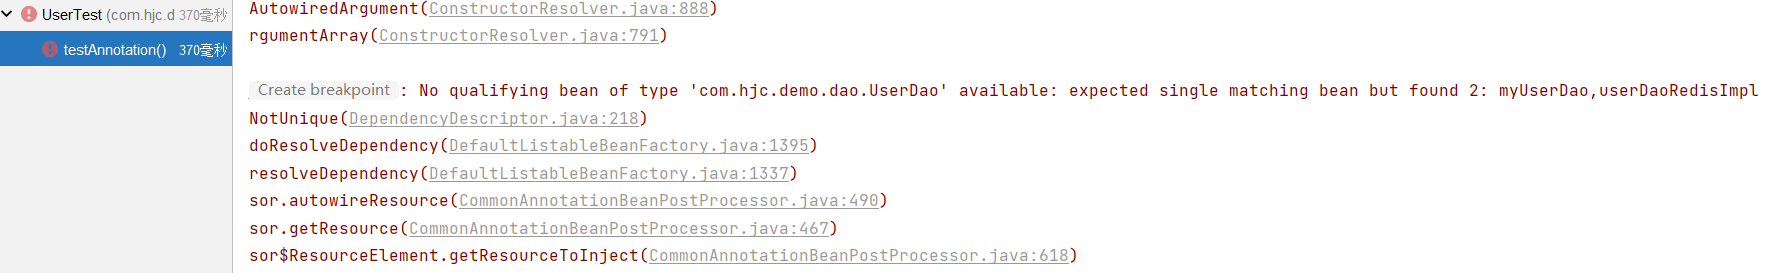 UserTest (com.hjc.d 370毫秒
testAnnotation() 370毫秒
AutowiredArgument(ConstructorResolver.java:888)
rgumentArray(ConstructorResolver.java:791)
Create breakpoint : No qualifying bean of type 'com.hjc.demo.dao.UserDao' available: expected single matching bean but found 2: myUserDao,userDaoRedisImpl
NotUnique(DependencyDescriptor.java:218)
doResolveDependency(DefaultListableBeanFactory.java:1395)
resolveDependency(DefaultListableBeanFactory.java:1337)
sor.autowireResource(CommonAnnotationBeanPostProcessor.java:490)
sor.getResource(CommonAnnotationBeanPostProcessor.java:467)
sor$ResourceElement.getResourceToInject(CommonAnnotationBeanPostProcessor.java:618)